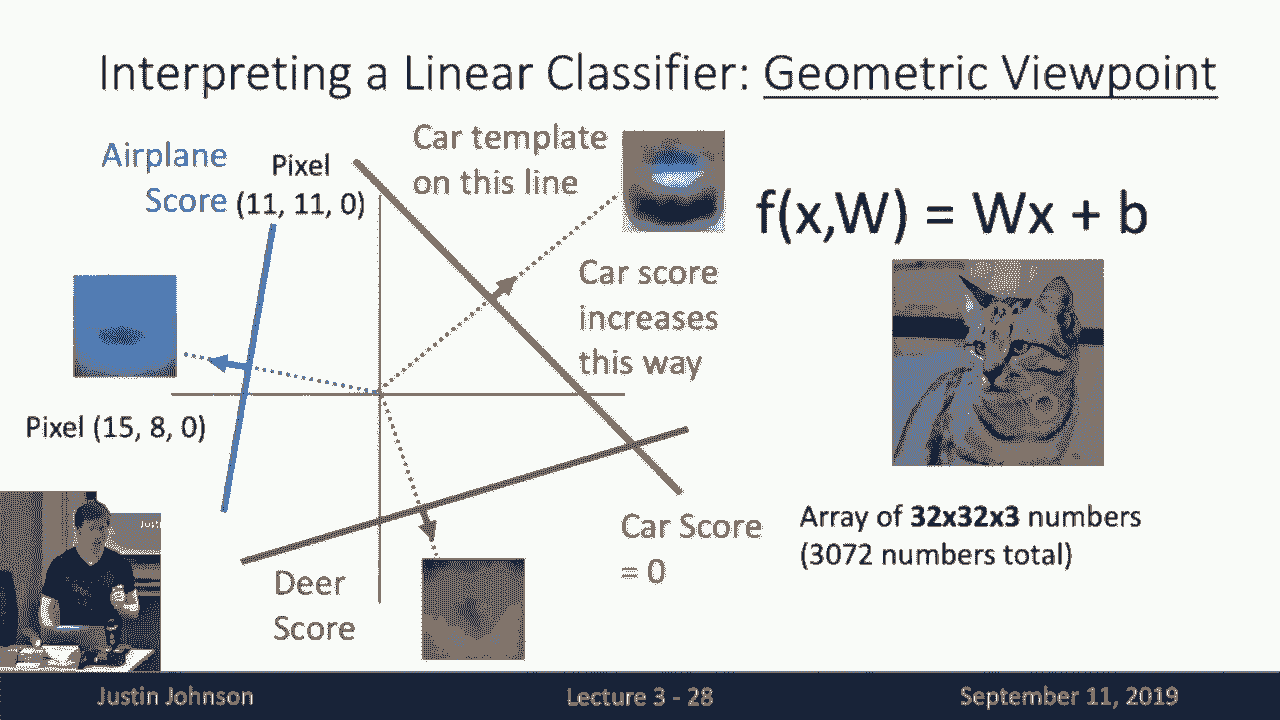 Interpreting a Linear Classifier: Geometric Viewpoint
Airplane
Score
Pixel
(11, 11, 0)
Car template
on this line
f(x,W) = Wx + b
Car score
increases
this way
Pixel (15, 8, 0)
Car Score
= 0
Array of 32x32x3 numbers
(3072 numbers total)
Deer
Score
Justin Johnson
Lecture 3 - 28
September 11, 2019